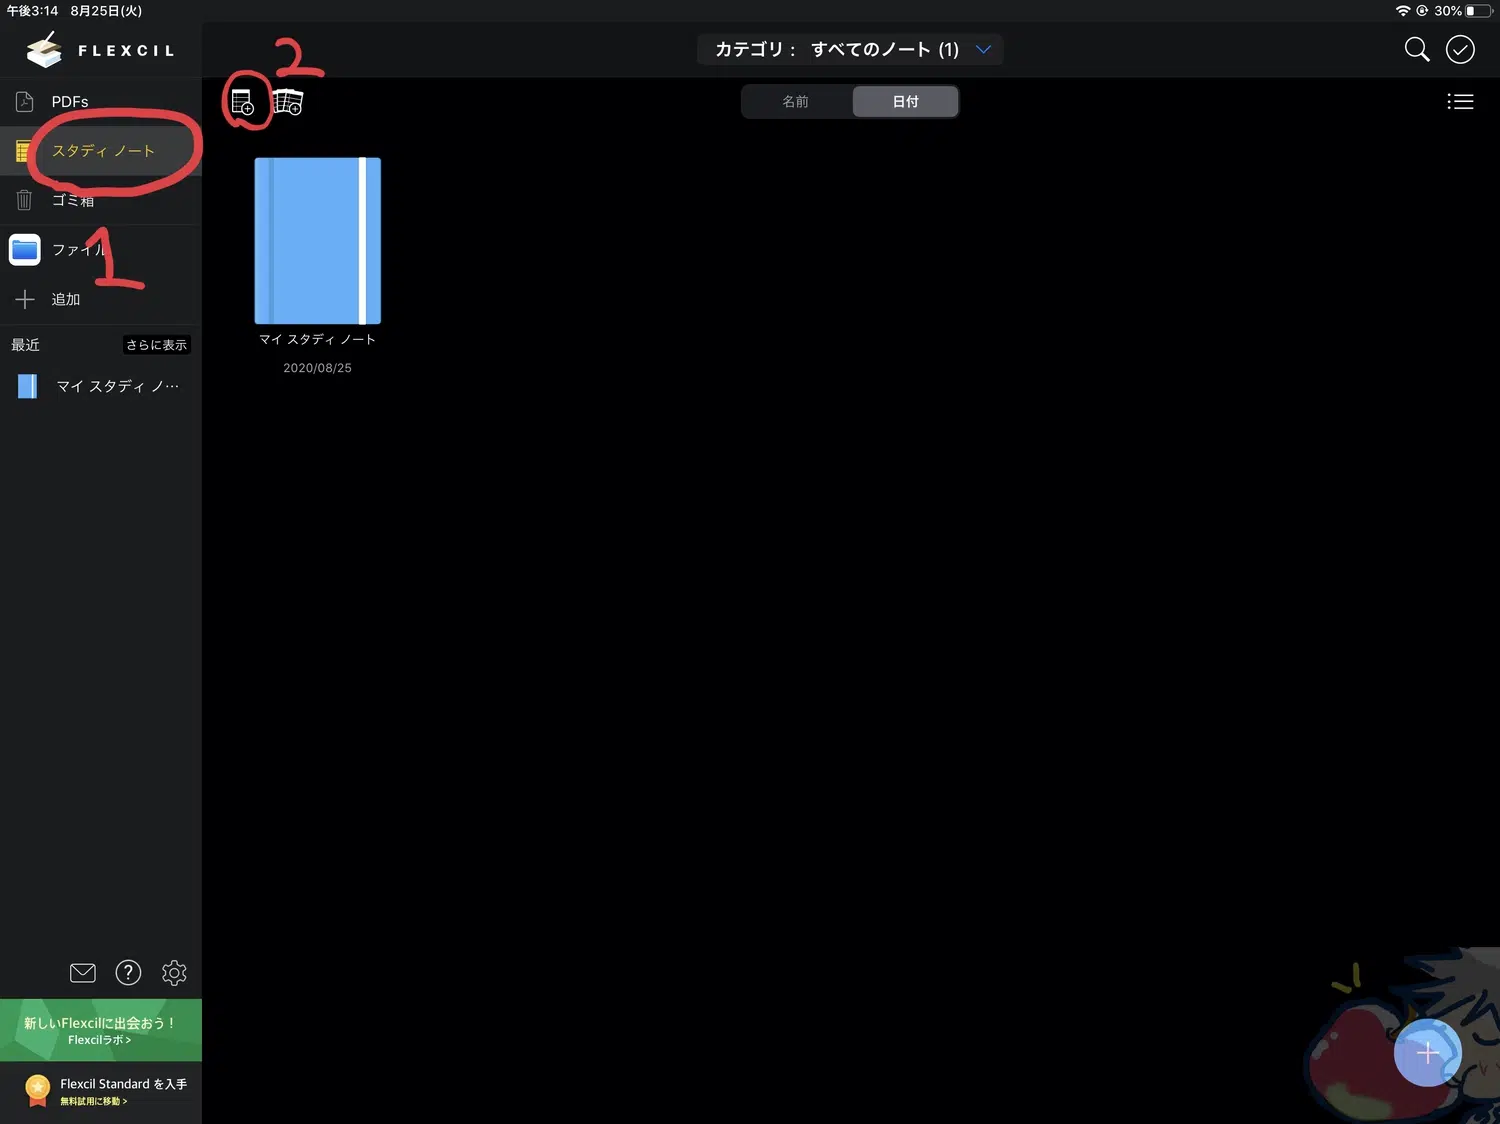 午後3:14 8月25日(火)
30%
FLEXCIL
2
カテゴリ： すべてのノート (1)
PDFs
名前
日付
スタディ ノート
ゴミ箱
ファイル
1
追加
最近
さらに表示
マイ スタディ ノート
2020/08/25
マイ スタディ ノ…
新しいFlexcilに出会おう！
Flexcilラボ>
Flexcil Standard を入手
無料試用に移動 >